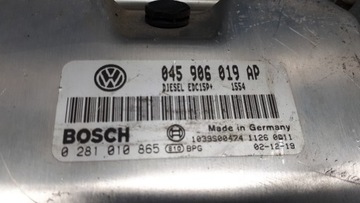 045 906 019 AP
DIESEL EDC15P+ 1554
BOSCH
Made in Germany
1039S00474 1126 0011
0 281 010 865 e10 BPG 02-12-19